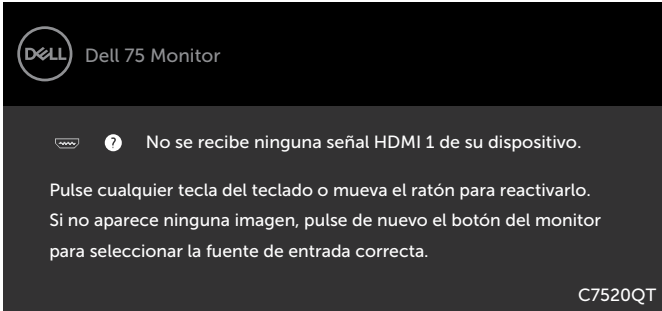 DELL
Dell 75 Monitor
? No se recibe ninguna señal HDMI 1 de su dispositivo.
Pulse cualquier tecla del teclado o mueva el ratón para reactivarlo.
Si no aparece ninguna imagen, pulse de nuevo el botón del monitor
para seleccionar la fuente de entrada correcta.
C7520QT